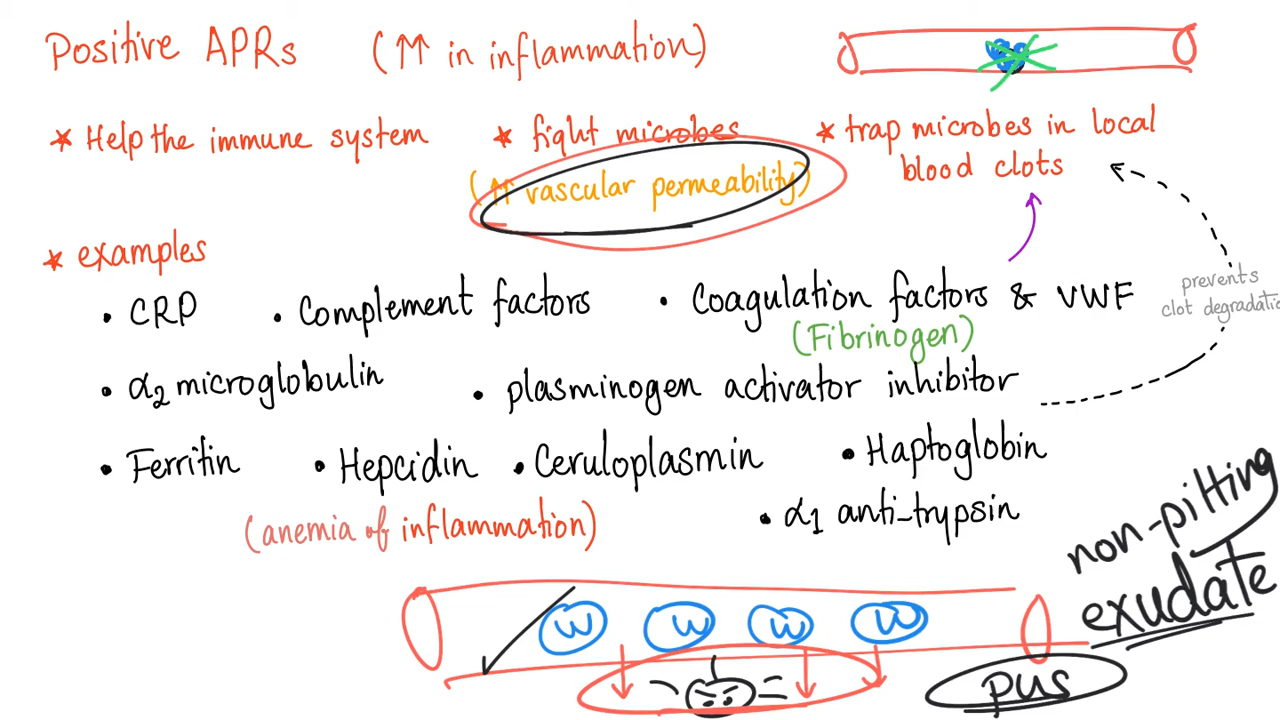 Positive APRs (↑↑ in inflammation)
* Help the immune system * fight microbes * trap microbes in local
blood clots
(↑↑ vascular permeability)
* examples
• CRP • Complement factors • Coagulation factors & VWF
(Fibrinogen)
prevents
clot degradatio
• α2 microglobulin • plasminogen activator inhibitor
• Ferritin • Hepcidin • Ceruloplasmin • Haptoglobin
(anemia of inflammation) • α1 anti-trypsin
non-pitting
exudate
W W W W
pus